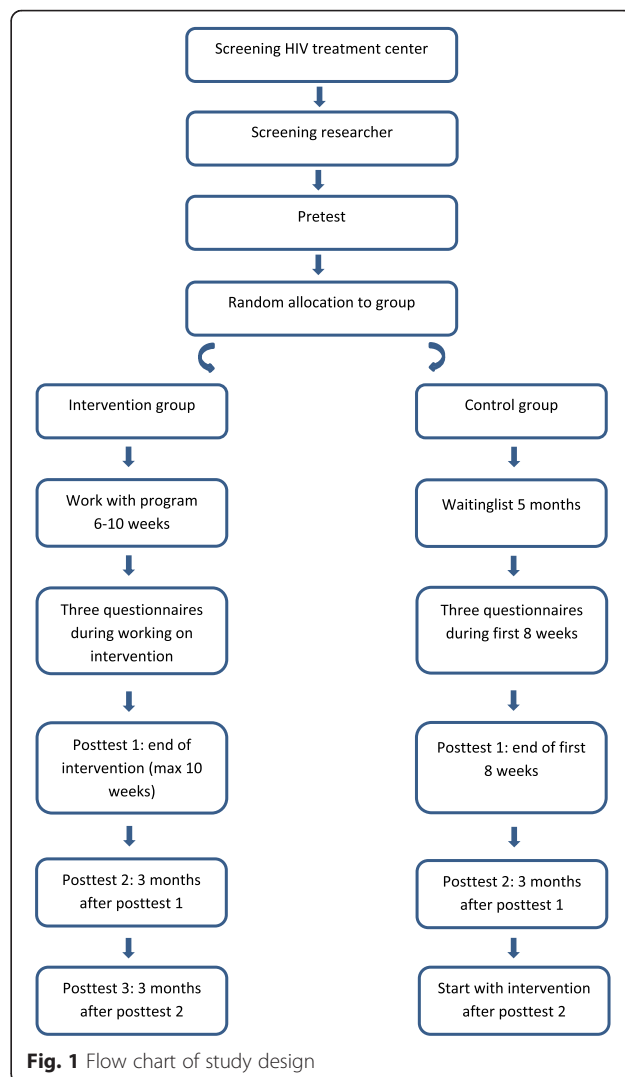 Screening HIV treatment center
Screening researcher
Pretest
Random allocation to group
Intervention group
Control group
Work with program
6-10 weeks
Waitinglist 5 months
Three questionnaires
during working on
intervention
Three questionnaires
during first 8 weeks
Posttest 1: end of
intervention (max 10
weeks)
Posttest 1: end of first
8 weeks
Posttest 2: 3 months
after posttest 1
Posttest 2: 3 months
after posttest 1
Posttest 3: 3 months
after posttest 2
Start with intervention
after posttest 2
Fig. 1 Flow chart of study design